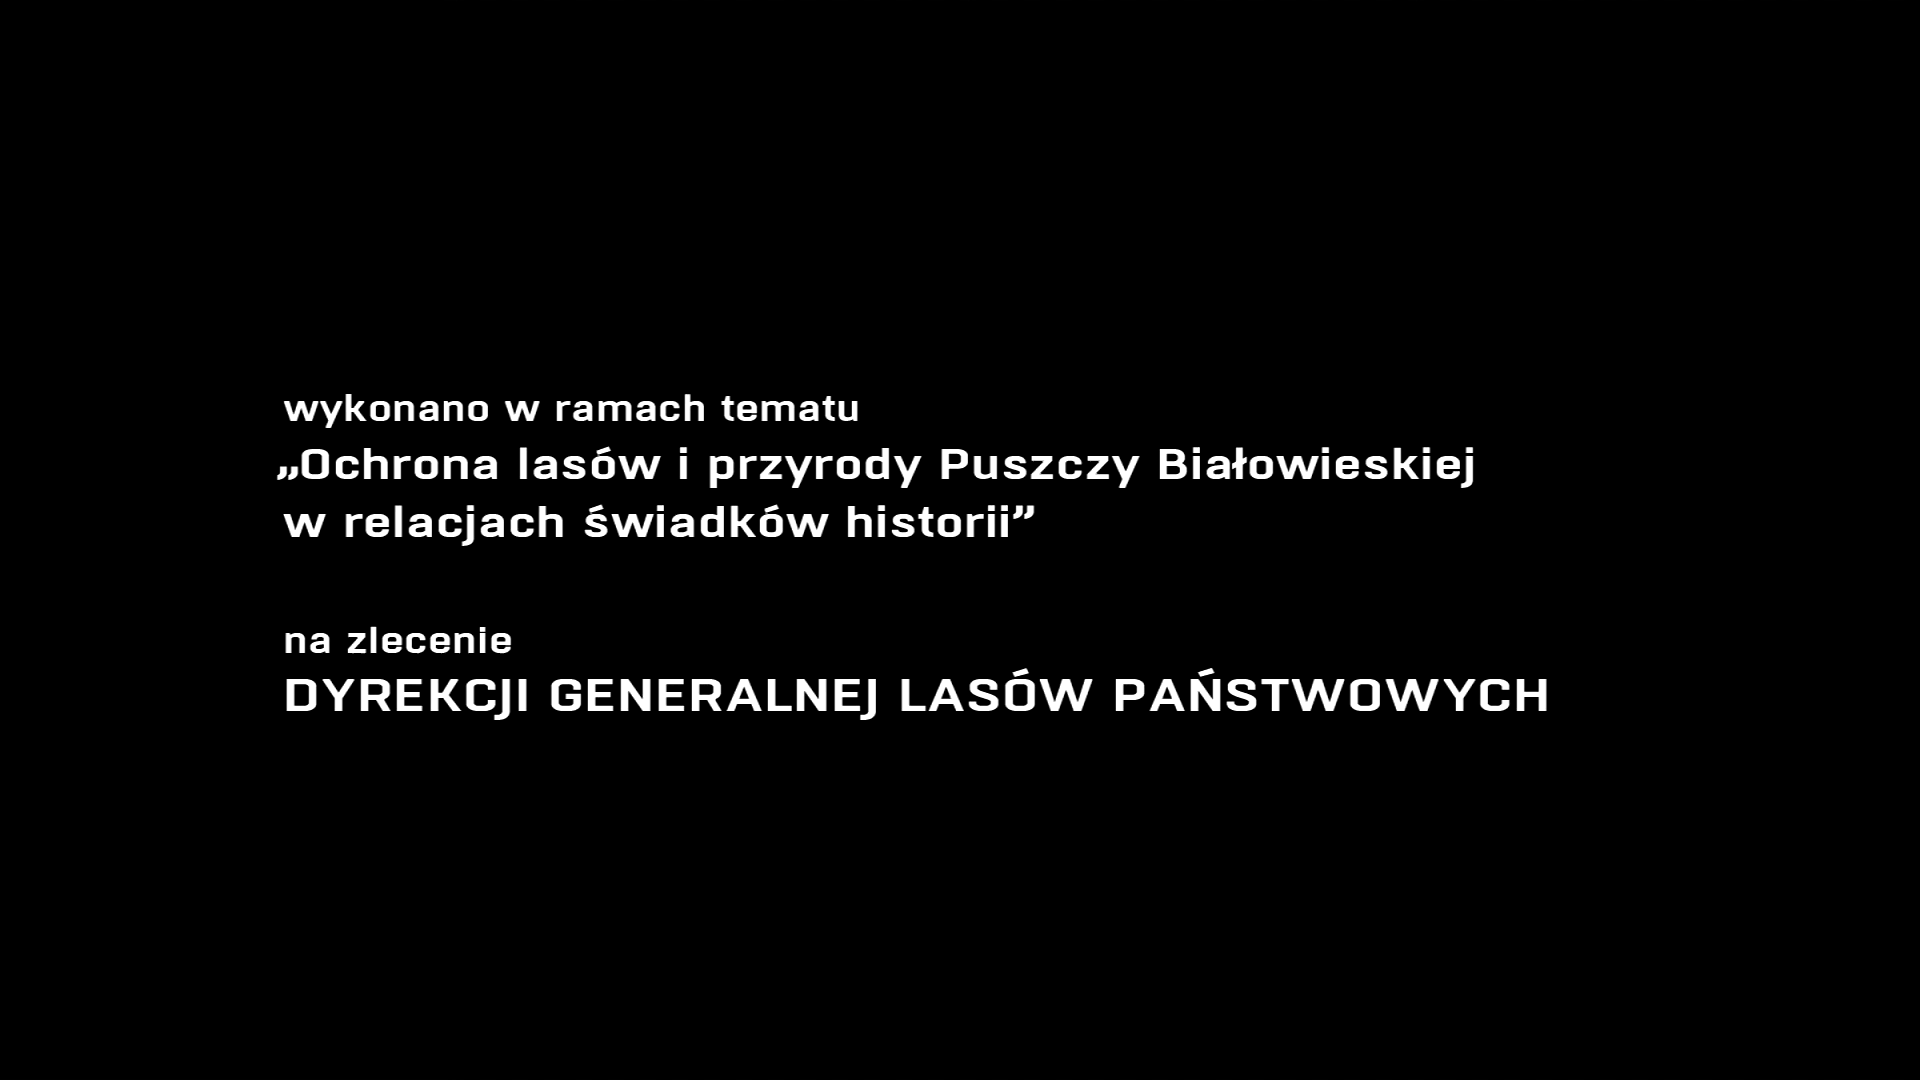 wykonano w ramach tematu
„Ochrona lasów i przyrody Puszczy Białowieskiej
w relacjach świadków historii”
na zlecenie
DYREKCJI GENERALNEJ LASÓW PAŃSTWOWYCH